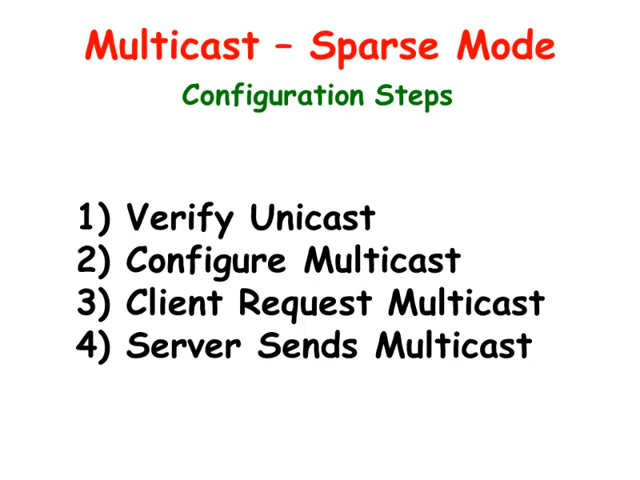 Multicast – Sparse Mode
Configuration Steps
1) Verify Unicast
2) Configure Multicast
3) Client Request Multicast
4) Server Sends Multicast